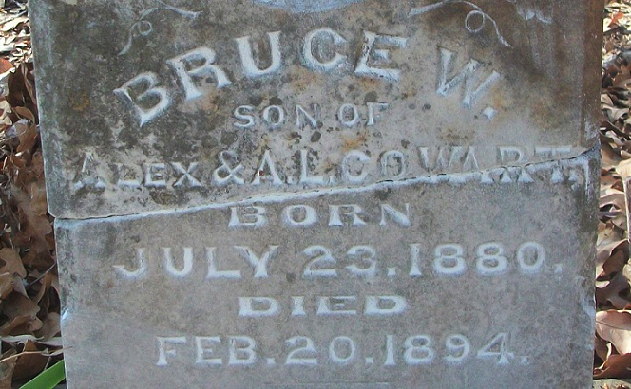 BRUCE W.
SON OF
ALEX & A.L. COWART.
BORN
JULY 23. 1880.
DIED
FEB. 20. 1894.